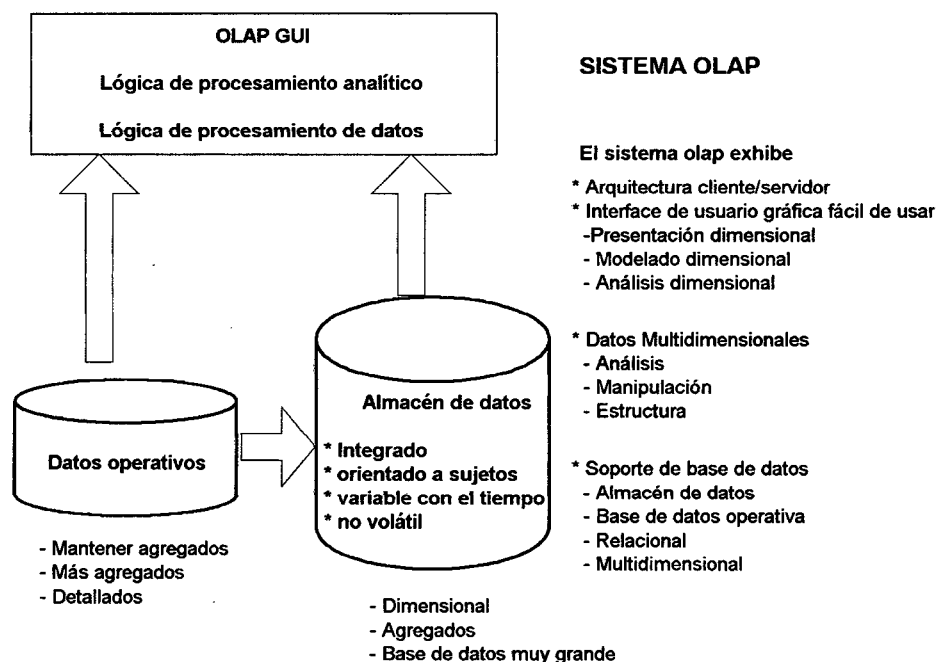 OLAP GUI
Lógica de procesamiento analítico
Lógica de procesamiento de datos
SISTEMA OLAP
El sistema olap exhibe
* Arquitectura cliente/servidor
* Interface de usuario gráfica fácil de usar
-Presentación dimensional
- Modelado dimensional
- Análisis dimensional
* Datos Multidimensionales
- Análisis
- Manipulación
- Estructura
* Soporte de base de datos
- Almacén de datos
- Base de datos operativa
- Relacional
- Multidimensional
Datos operativos
- Mantener agregados
- Más agregados
- Detallados
Almacén de datos
* Integrado
* orientado a sujetos
* variable con el tiempo
* no volátil
- Dimensional
- Agregados
- Base de datos muy grande